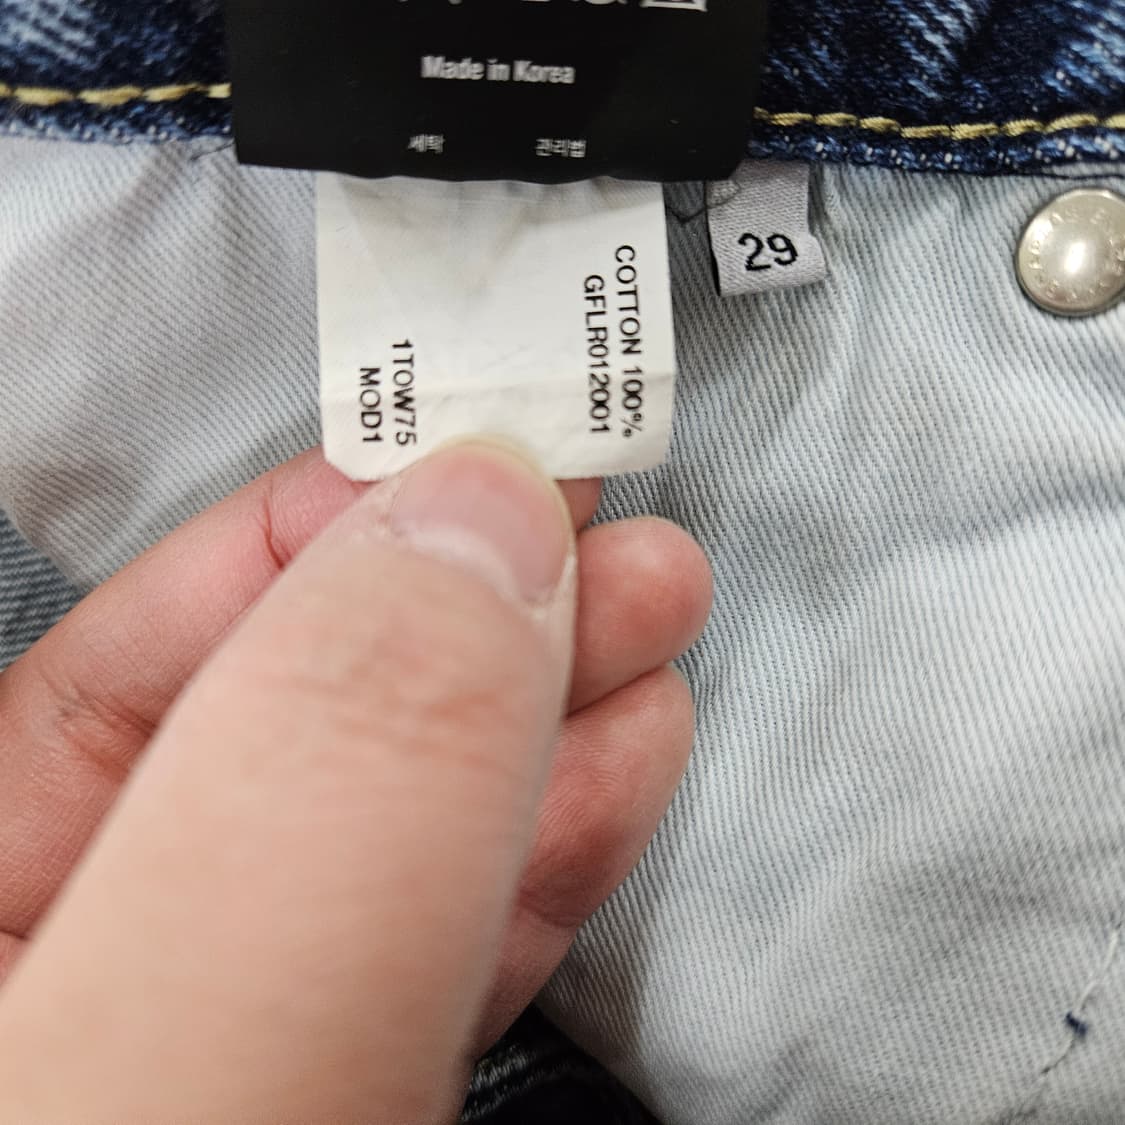 Made in Korea
세탁 관리법
29
COTTON 100%
GFLR012001
1TOW75
MOD1